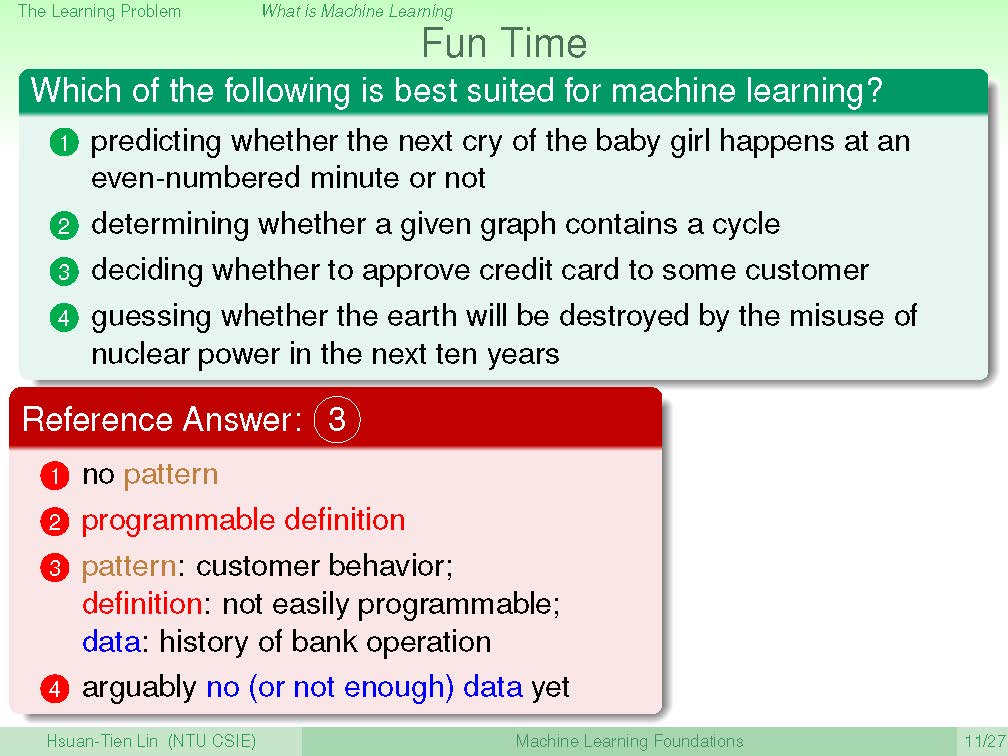 The Learning Problem What is Machine Learning
Fun Time
Which of the following is best suited for machine learning?
1 predicting whether the next cry of the baby girl happens at an
even-numbered minute or not
2 determining whether a given graph contains a cycle
3 deciding whether to approve credit card to some customer
4 guessing whether the earth will be destroyed by the misuse of
nuclear power in the next ten years
Reference Answer: 3
1 no pattern
2 programmable definition
3 pattern: customer behavior;
definition: not easily programmable;
data: history of bank operation
4 arguably no (or not enough) data yet
Hsuan-Tien Lin (NTU CSIE) Machine Learning Foundations 11/27